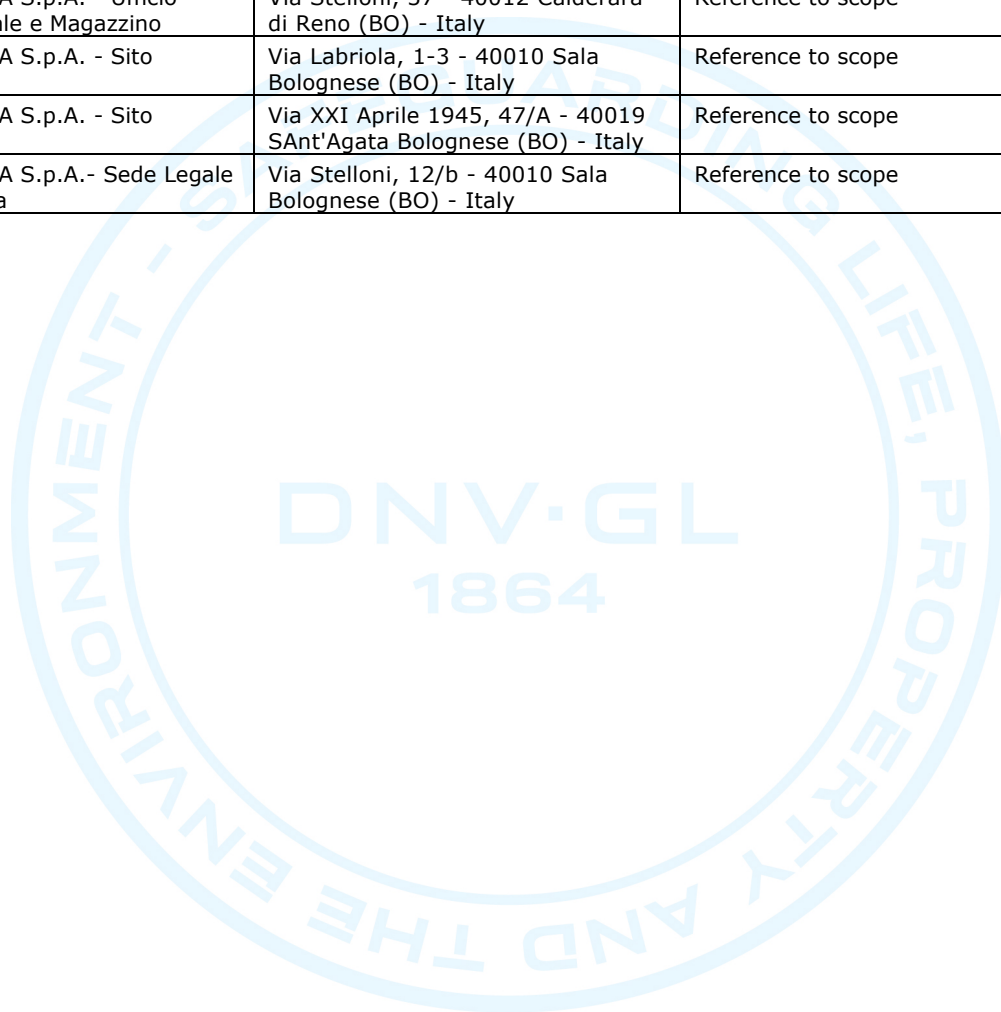 A S.p.A. - Ufficio
Via Stelloni, 37 - 40012 Calderara
Reference to scope
ale e Magazzino
di Reno (BO) - Italy
A S.p.A. - Sito
Via Labriola, 1-3 - 40010 Sala
Reference to scope
Bolognese (BO) - Italy
A S.p.A. - Sito
Via XXI Aprile 1945, 47/A - 40019
Reference to scope
SAnt'Agata Bolognese (BO) - Italy
A S.p.A.- Sede Legale
Via Stelloni, 12/b - 40010 Sala
Reference to scope
a
Bolognese (BO) - Italy
SAFEGUARDING LIFE, PROPERTY AND THE ENVIRONMENT -
DNV·GL
1864